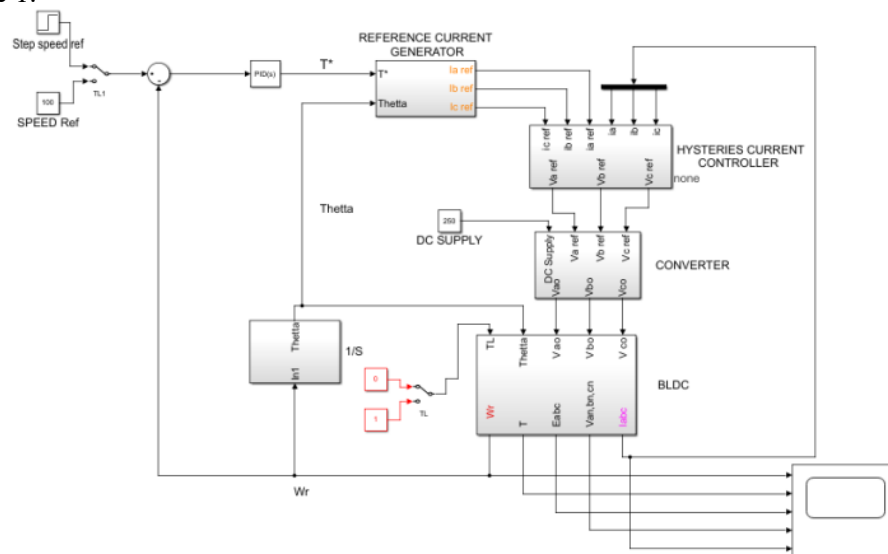 Step speed ref
TL1
100
SPEED Ref
PID(s)
T*
REFERENCE CURRENT
GENERATOR
T*
Thetta
Ia ref
Ib ref
Ic ref
ic ref
ib ref
ia ref
ia
ib
ic
Va ref
Vb ref
Vc ref
HYSTERIES CURRENT
CONTROLLER
none
Thetta
250
DC SUPPLY
DC Supply
Va ref
Vb ref
Vc ref
Vao
Vbo
Vco
CONVERTER
Thetta
In1
1/S
0
1
TL
TL
Thetta
V ao
V bo
V co
Wr
T
Eabc
Van,bn,cn
Iabc
BLDC
Wr